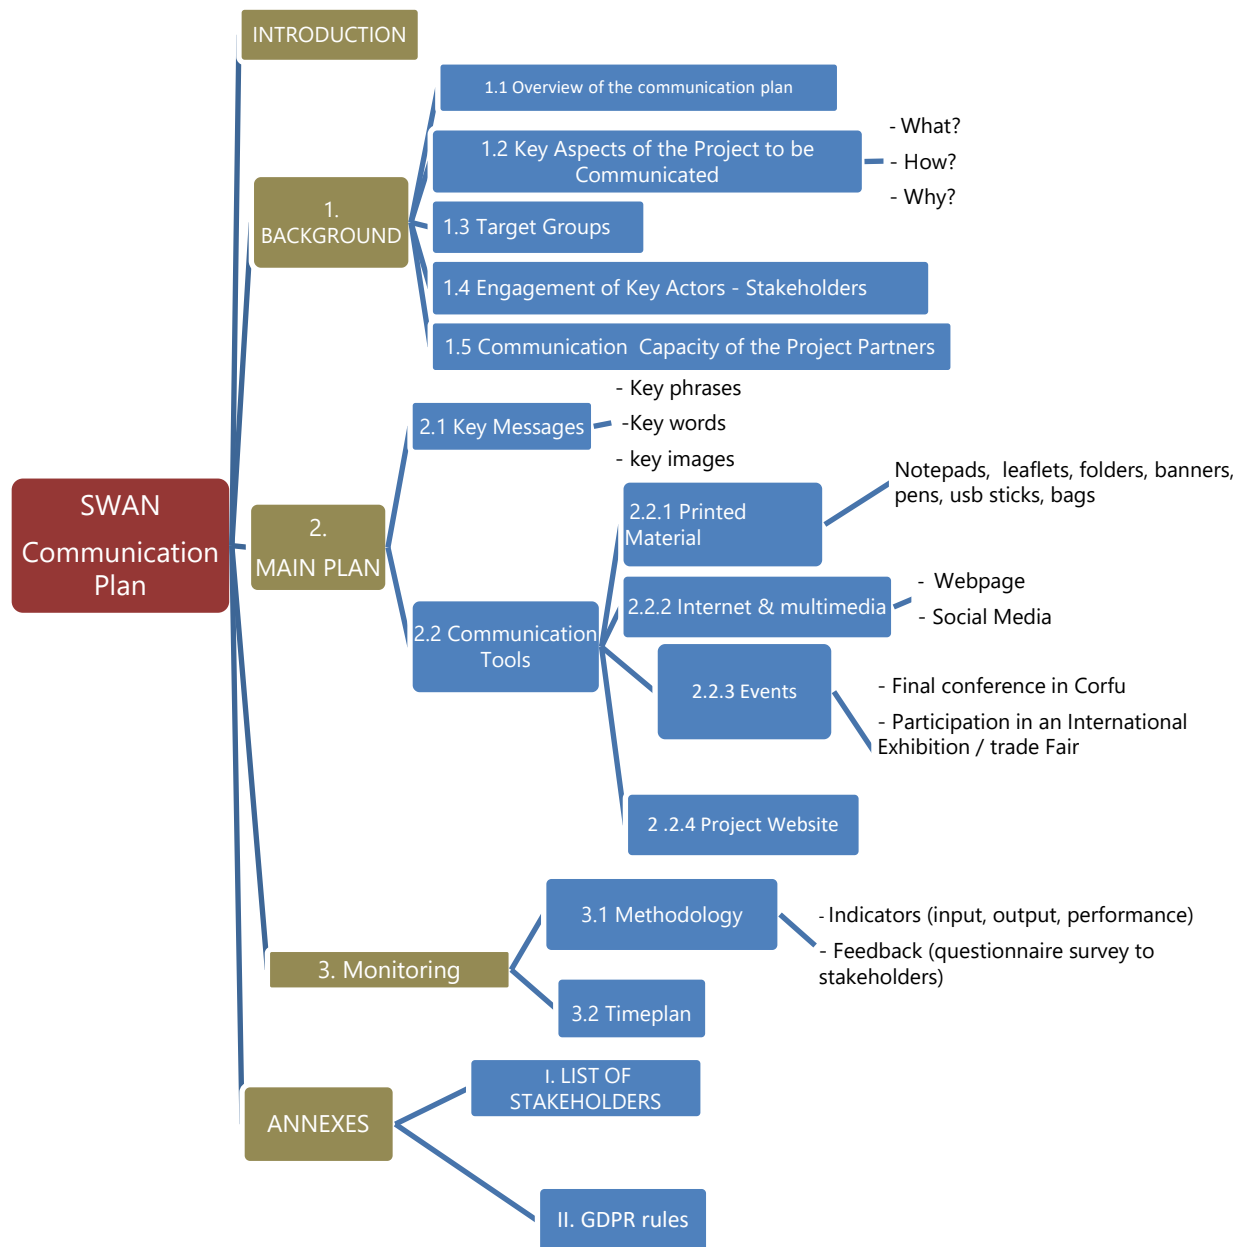 INTRODUCTION
1.1 Overview of the communication plan
- What?
1.2 Key Aspects of the Project to be
Communicated
- How?
- Why?
1.
BACKGROUND
1.3 Target Groups
1.4 Engagement of Key Actors - Stakeholders
1.5 Communication Capacity of the Project Partners
- Key phrases
2.1 Key Messages
-Key words
- key images
Notepads, leaflets, folders, banners,
pens, usb sticks, bags
SWAN
Communication
Plan
2.
MAIN PLAN
2.2.1 Printed
Material
2.2.2 Internet & multimedia
- Webpage
- Social Media
2.2 Communication
Tools
2.2.3 Events
- Final conference in Corfu
- Participation in an International
Exhibition / trade Fair
2 .2.4 Project Website
3.1 Methodology
- Indicators (input, output, performance)
- Feedback (questionnaire survey to
stakeholders)
3. Monitoring
3.2 Timeplan
I. LIST OF
STAKEHOLDERS
ANNEXES
II. GDPR rules